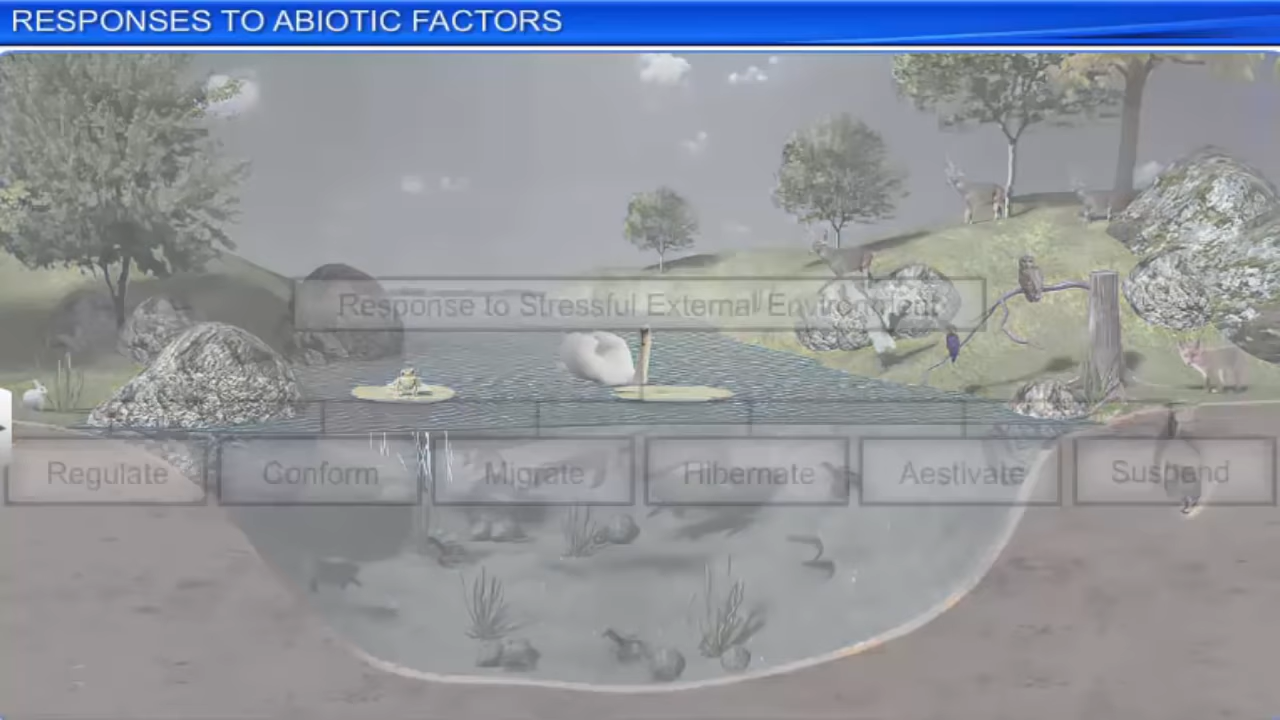 RESPONSES TO ABIOTIC FACTORS
Response to Stressful External Environment
Regulate
Conform
Migrate
Hibernate
Aestivate
Suspend